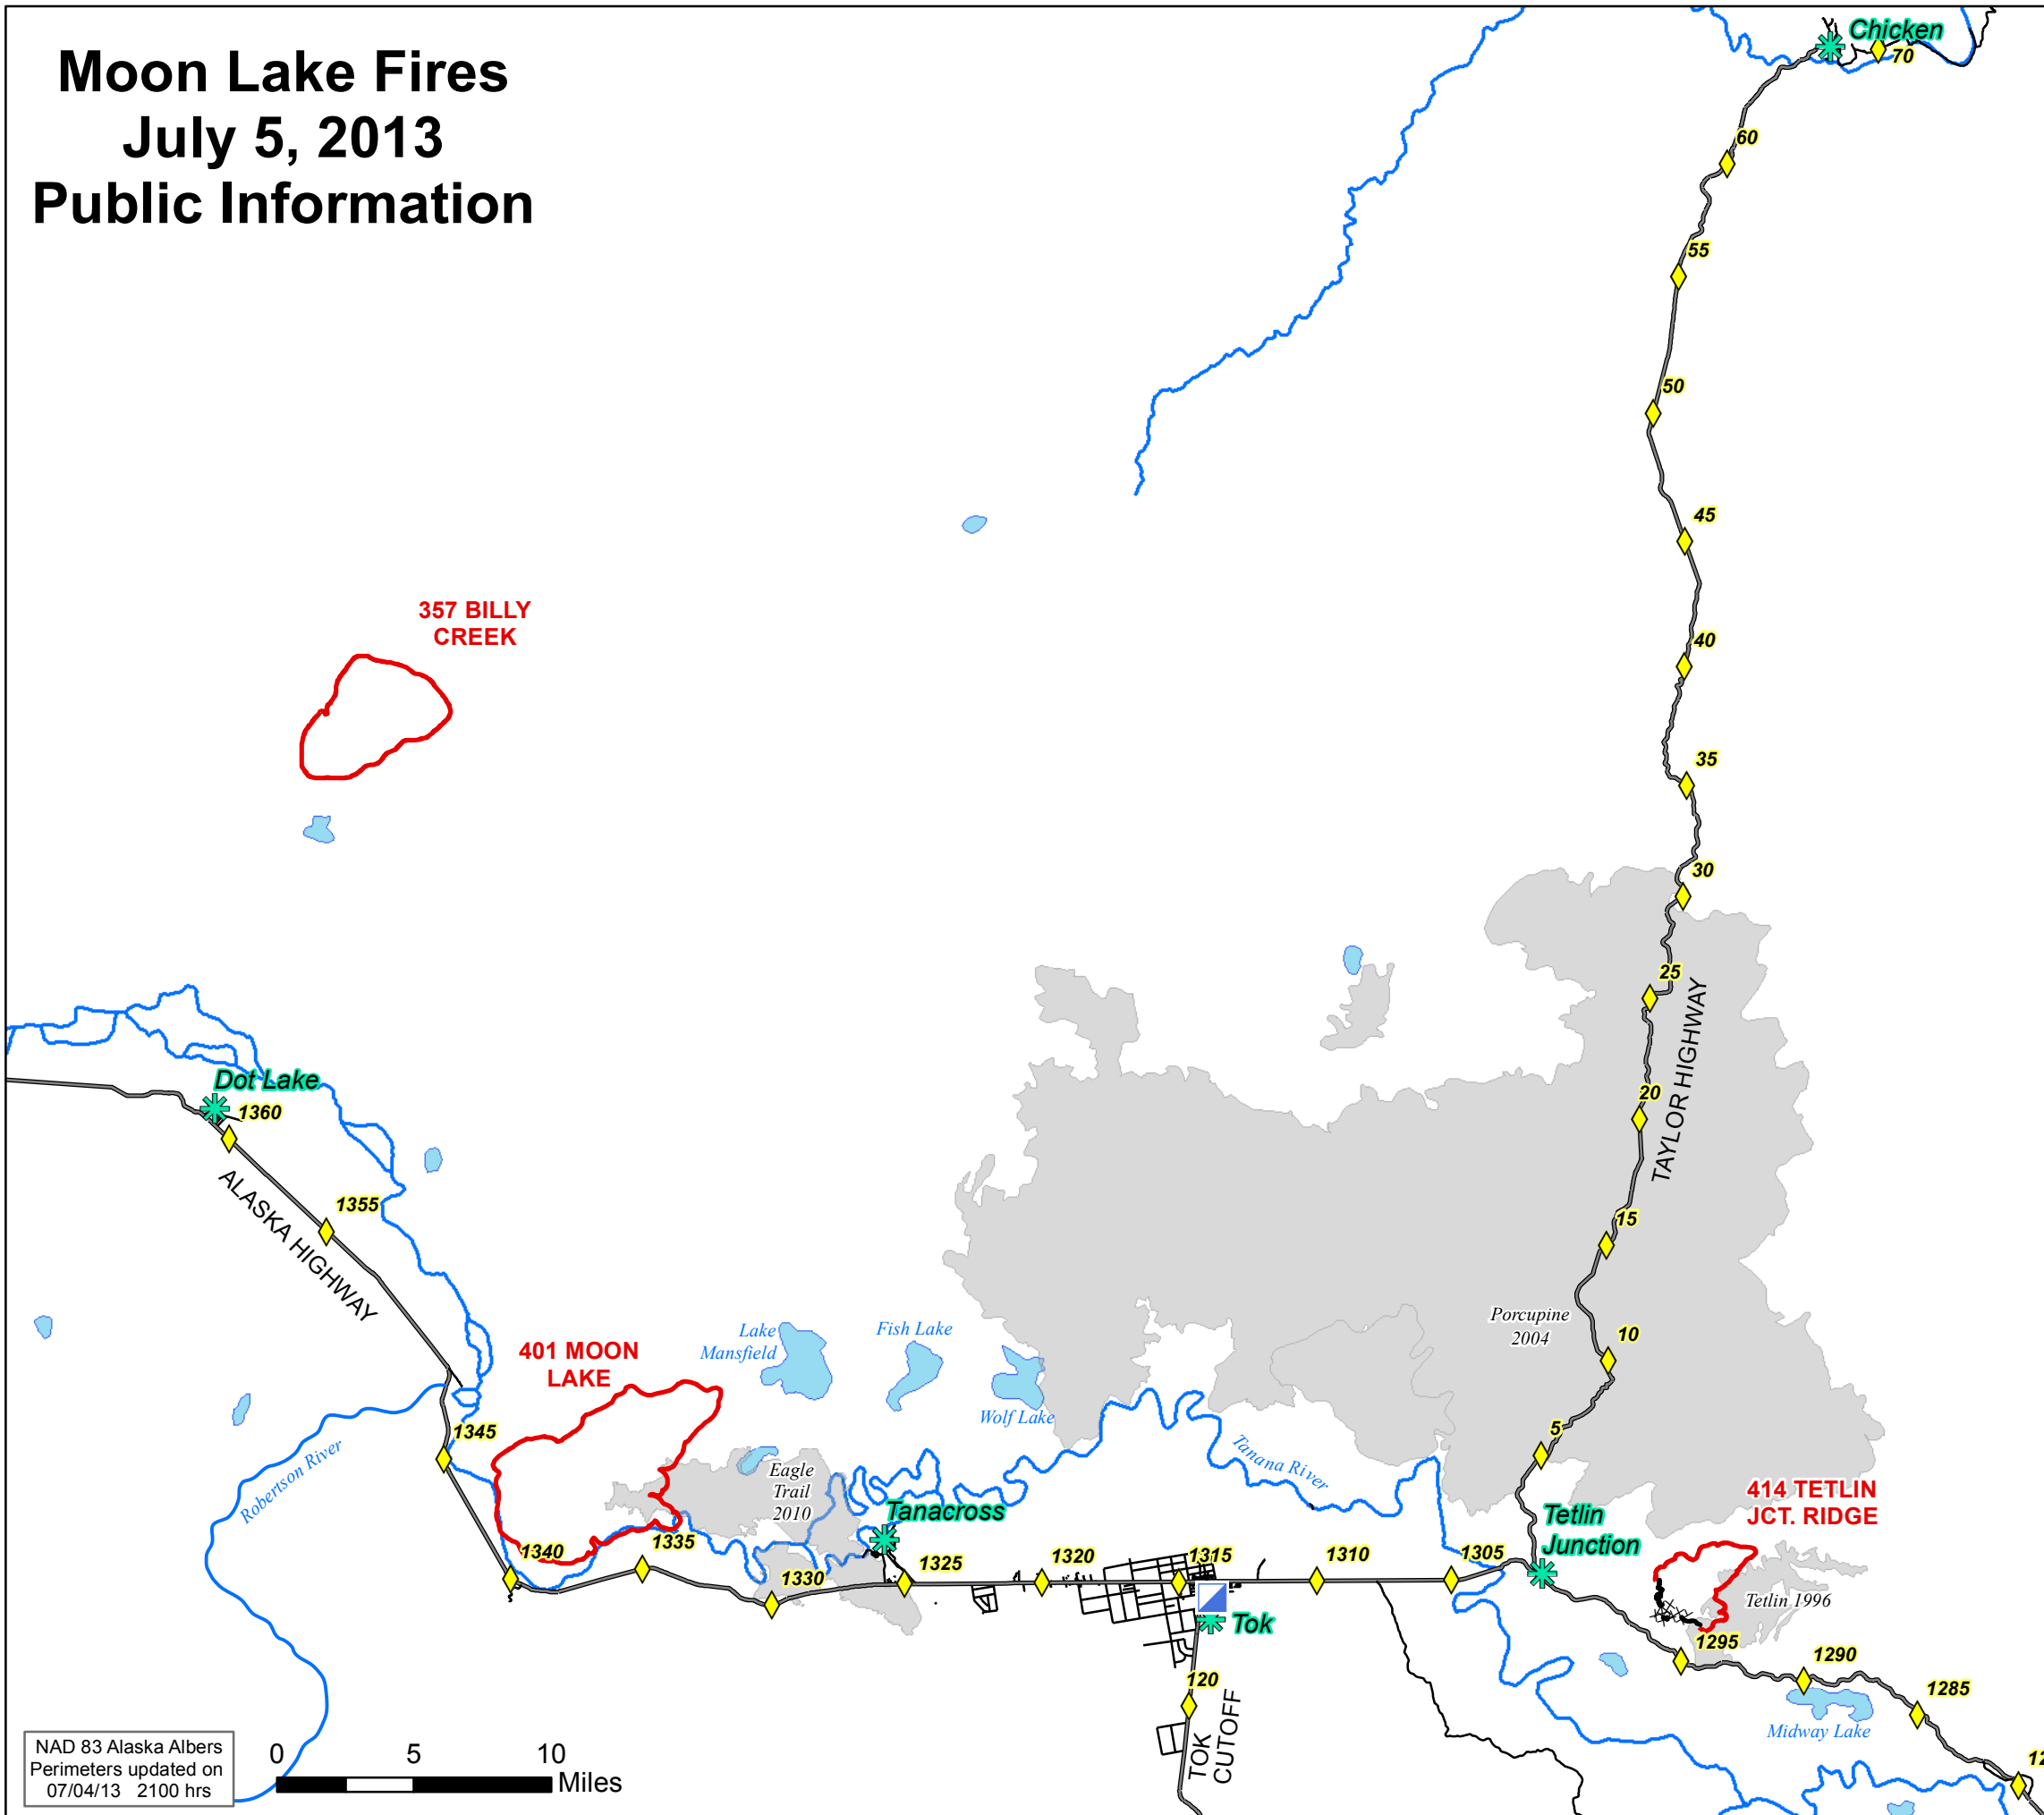 Moon Lake Fires
July 5, 2013
Public Information
Chicken
70
60
55
50
45
40
35
30
25
20
15
10
5
TAYLOR HIGHWAY
357 BILLY
CREEK
Dot Lake
1360
1355
ALASKA HIGHWAY
1345
Robertson River
401 MOON
LAKE
Lake
Mansfield
Fish Lake
Wolf Lake
Porcupine
2004
Eagle
Trail
2010
Tanacross
Tanana River
1340
1335
1330
1325
1320
1315
1310
1305
Tetlin
Junction
414 TETLIN
JCT. RIDGE
Tetlin 1996
1295
1290
1285
Midway Lake
Tok
120
TOK
CUTOFF
NAD 83 Alaska Albers
Perimeters updated on
07/04/13 2100 hrs
0 5 10
Miles